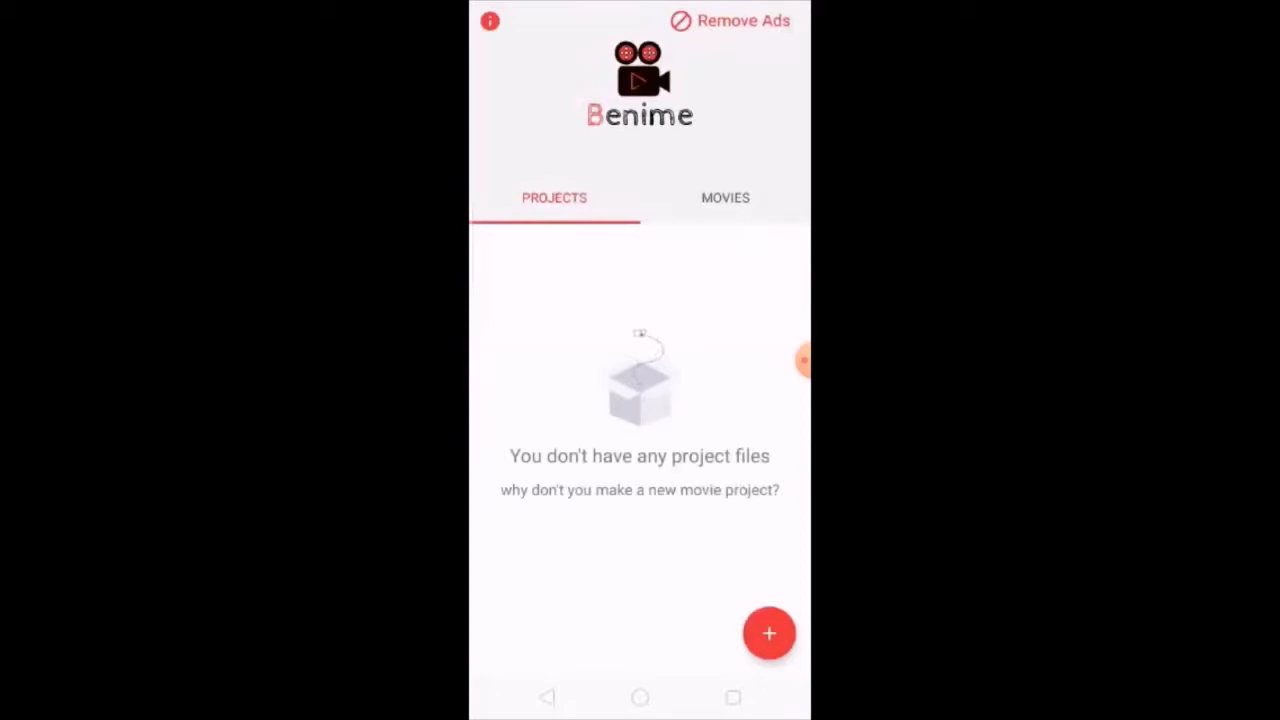 Remove Ads
Benime
PROJECTS
MOVIES
You don't have any project files
why don't you make a new movie project?